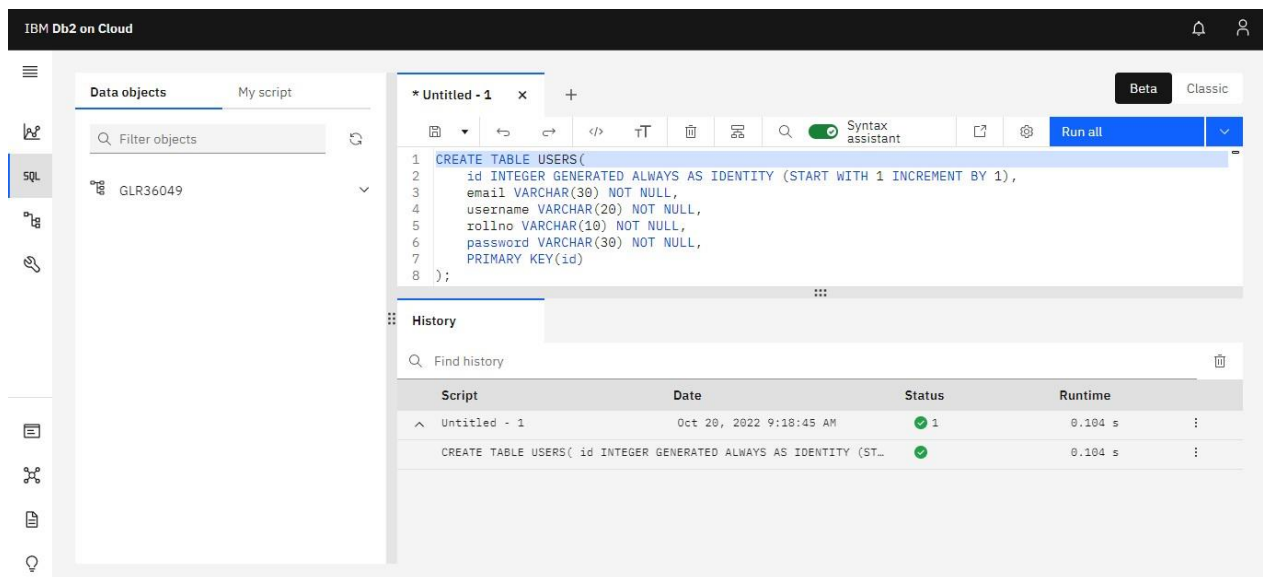 IBM Db2 on Cloud
Data objects My script
Filter objects
SQL
GLR36049
* Untitled - 1 × +
Beta Classic
</> TT Syntax assistant Run all
1 CREATE TABLE USERS(
2 id INTEGER GENERATED ALWAYS AS IDENTITY (START WITH 1 INCREMENT BY 1),
3 email VARCHAR(30) NOT NULL,
4 username VARCHAR(20) NOT NULL,
5 rollno VARCHAR(10) NOT NULL,
6 password VARCHAR(30) NOT NULL,
7 PRIMARY KEY(id)
8 );
History
Find history
Script Date Status Runtime
Untitled - 1 Oct 20, 2022 9:18:45 AM 1 0.104 s
CREATE TABLE USERS( id INTEGER GENERATED ALWAYS AS IDENTITY (ST… 0.104 s